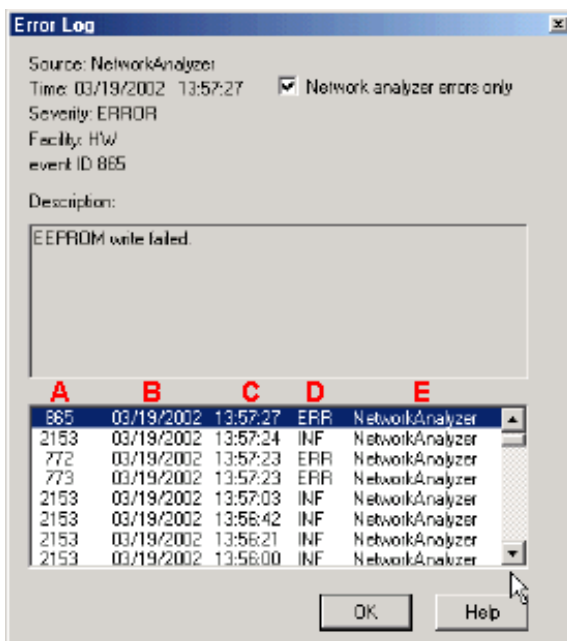 Error Log
Source: NetworkAnalyzer
Time: 03/19/2002 13:57:27
Network analyzer errors only
Severity: ERROR
Facility: HW
event ID 865
Description:
EEPROM write failed.
A B C D E
865 03/19/2002 13:57:27 ERR NetworkAnalyzer
2153 03/19/2002 13:57:24 INF NetworkAnalyzer
772 03/19/2002 13:57:23 ERR NetworkAnalyzer
773 03/19/2002 13:57:23 ERR NetworkAnalyzer
2153 03/19/2002 13:57:03 INF NetworkAnalyzer
2153 03/19/2002 13:56:42 INF NetworkAnalyzer
2153 03/19/2002 13:56:21 INF NetworkAnalyzer
2153 03/19/2002 13:56:00 INF NetworkAnalyzer
OK Help